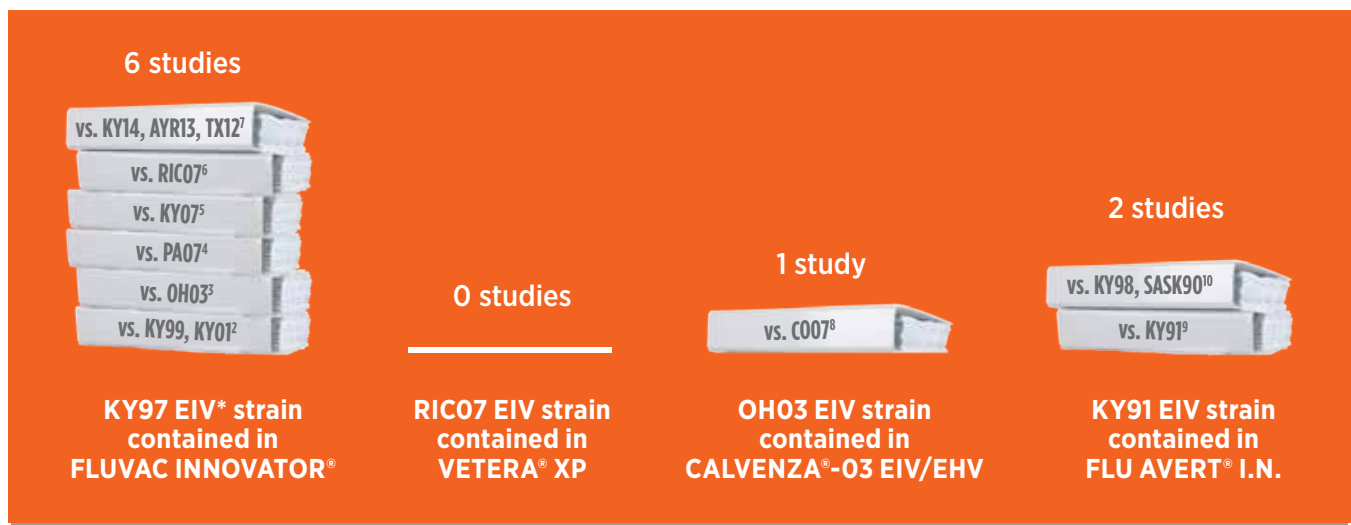 6 studies
vs. KY14, AYR13, TX12⁷
vs. RIC07⁶
vs. KY07⁵
vs. PA07⁴
vs. OH03³
vs. KY99, KY01²
KY97 EIV* strain
contained in
FLUVAC INNOVATOR®
0 studies
RIC07 EIV strain
contained in
VETERA® XP
1 study
vs. CO07⁸
OH03 EIV strain
contained in
CALVENZA®-03 EIV/EHV
2 studies
vs. KY98, SASK90¹⁰
vs. KY91⁹
KY91 EIV strain
contained in
FLU AVERT® I.N.